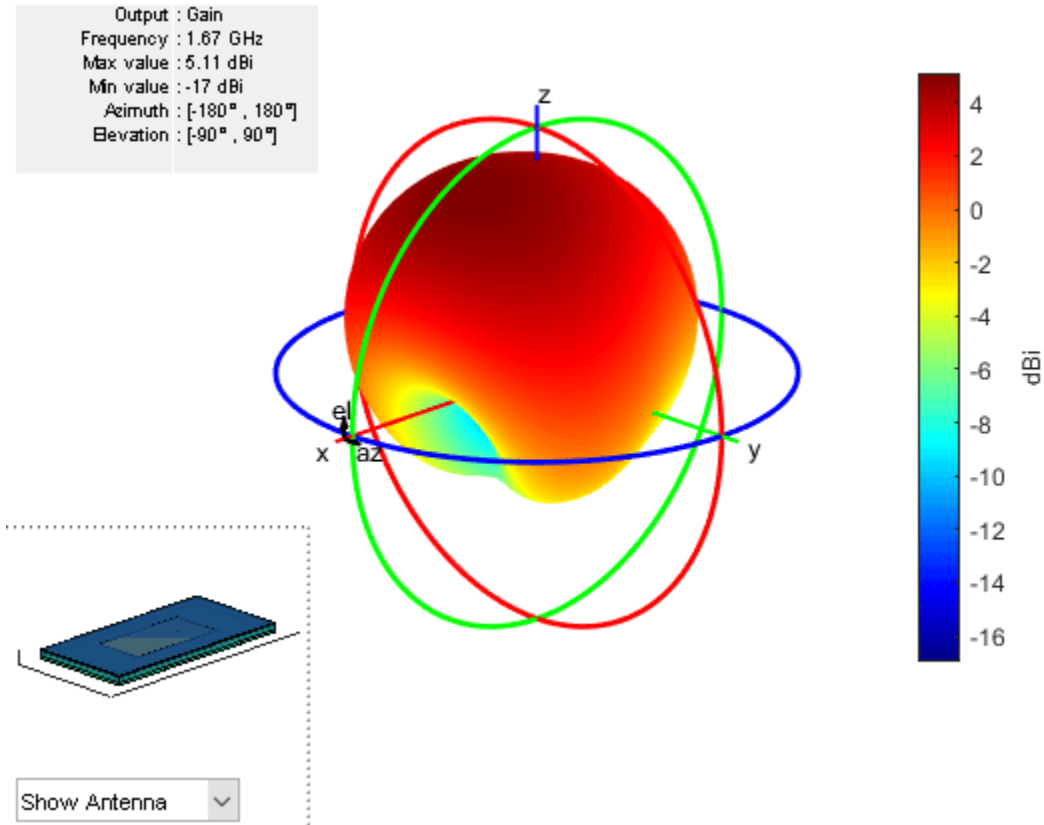 Output : Gain
Frequency : 1.67 GHz
Max value : 5.11 dBi
Min value : -17 dBi
Azimuth : [-180° , 180°]
Elevation : [-90° , 90°]
z
el
x
az
y
4
2
0
-2
-4
-6
-8
-10
-12
-14
-16
dBi
Show Antenna